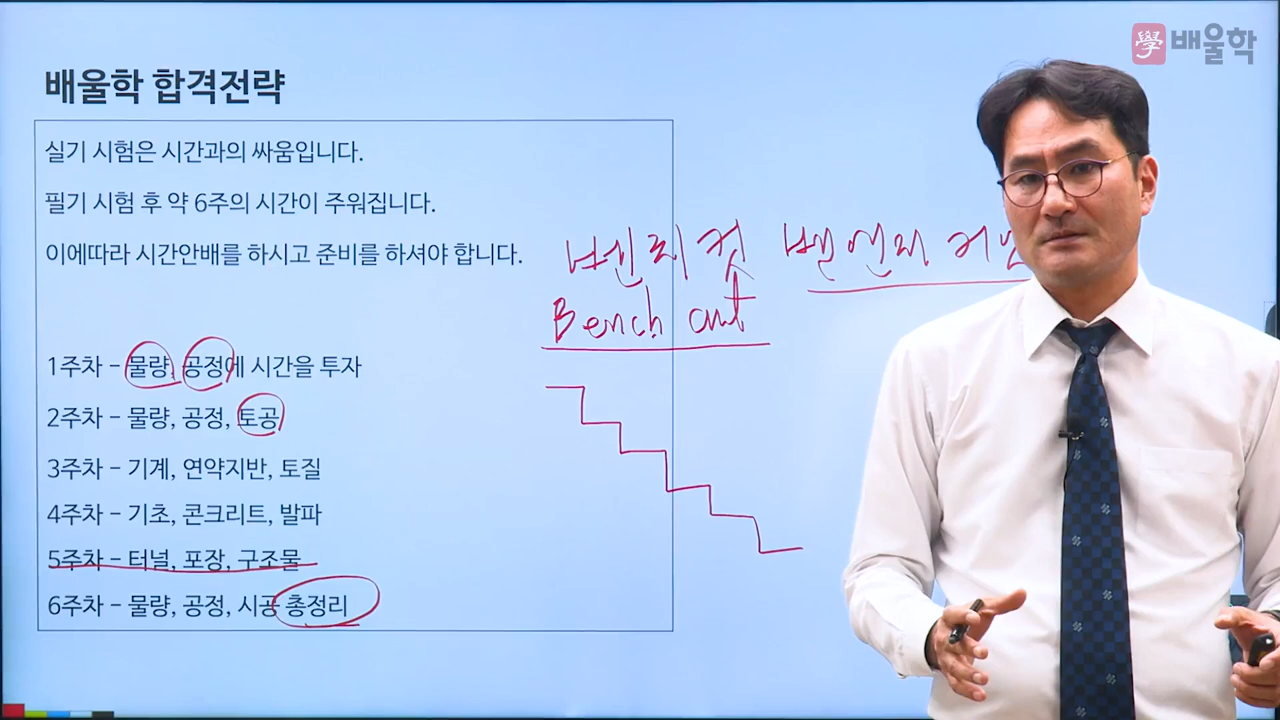 學 배울학
배울학 합격전략
실기 시험은 시간과의 싸움입니다.
필기 시험 후 약 6주의 시간이 주워집니다.
이에따라 시간안배를 하시고 준비를 하셔야 합니다.
벤치컷
Bench cut
1주차 – 물량, 공정에 시간을 투자
2주차 – 물량, 공정, 토공
3주차 – 기계, 연약지반, 토질
4주차 – 기초, 콘크리트, 발파
5주차 – 터널, 포장, 구조물
6주차 – 물량, 공정, 시공 총정리